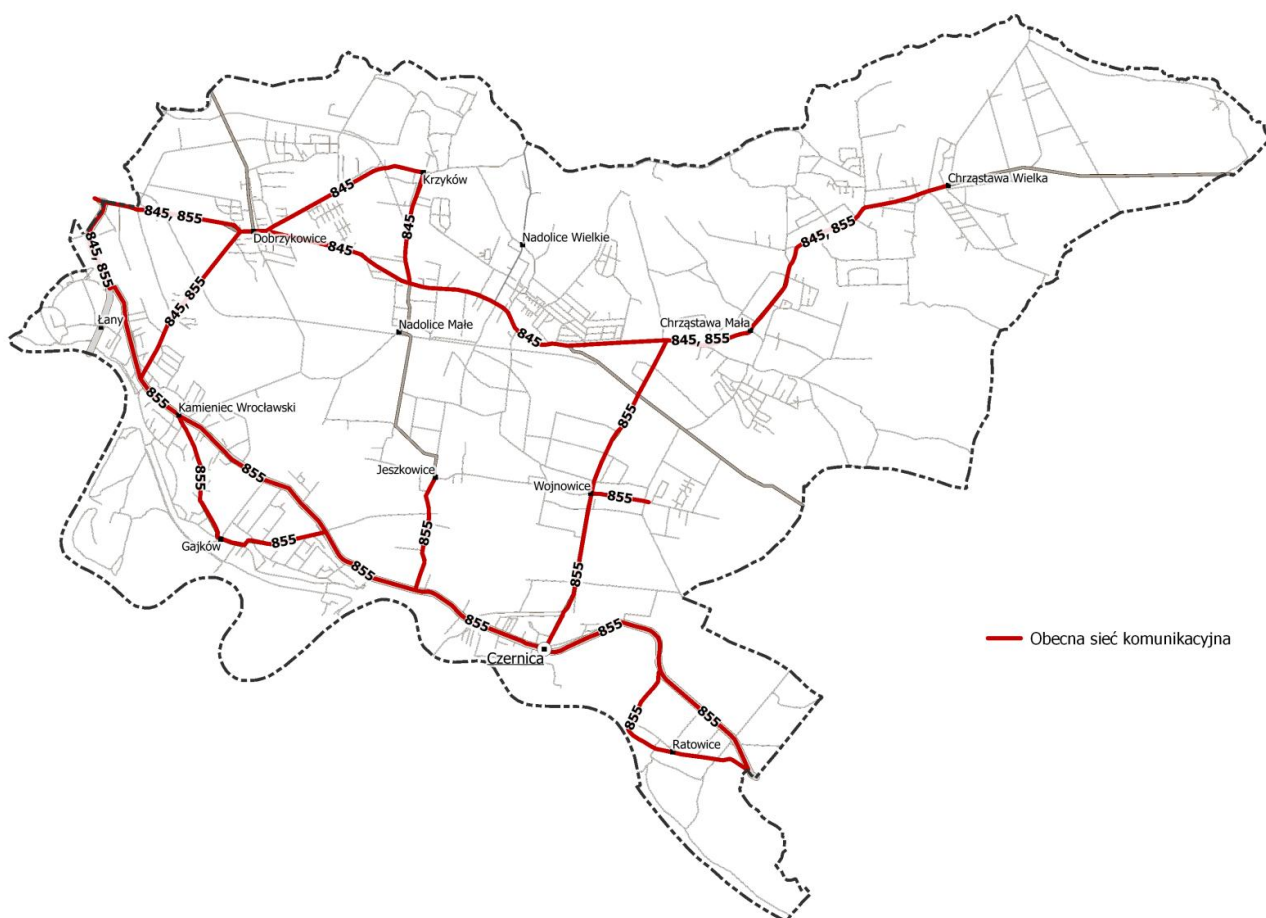 Chrząstawa Wielka
845
Krzyków
845, 855
845, 855
845
845
Dobrzykowice
845
Nadolice Wielkie
845, 855
845, 855
Łany
Nadolice Małe
845
Chrząstawa Mała
845, 855
855
Kamieniec Wrocławski
855
855
855
Jeszkowice
Wojnowice
855
855
Gajków
855
855
855
855
855
Czernica
Obecna sieć komunikacyjna
855
855
855
Ratowice